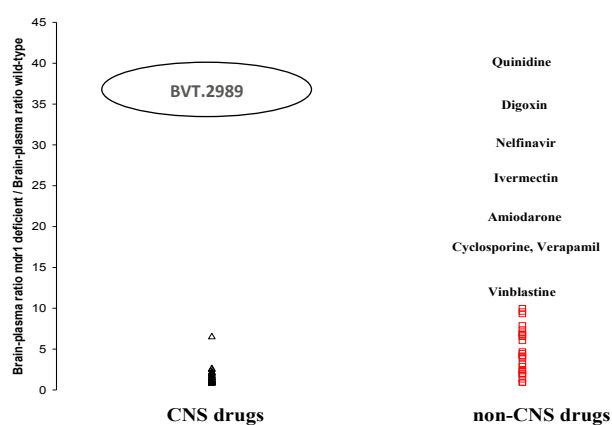 Brain-plasma ratio mdr1 deficient / Brain-plasma ratio wild-type
45
40
35
30
25
20
15
10
5
0
BVT.2989
Quinidine
Digoxin
Nelfinavir
Ivermectin
Amiodarone
Cyclosporine, Verapamil
Vinblastine
CNS drugs
non-CNS drugs